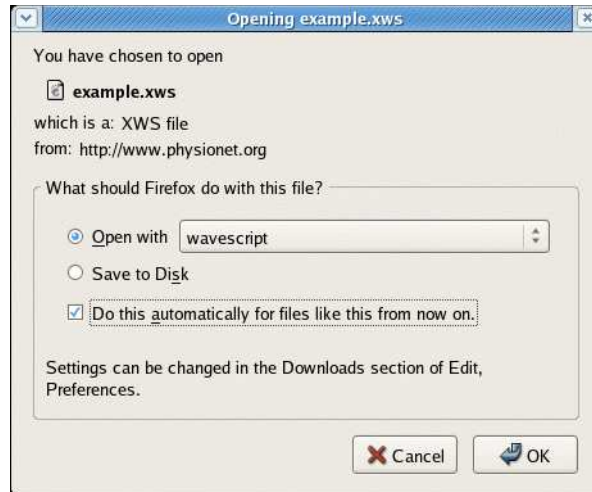 Opening example.xws
You have chosen to open
example.xws
which is a: XWS file
from: http://www.physionet.org
What should Firefox do with this file?
Open with wavescript
Save to Disk
Do this automatically for files like this from now on.
Settings can be changed in the Downloads section of Edit,
Preferences.
Cancel OK